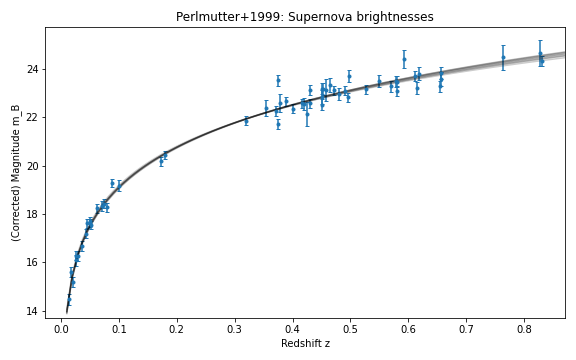 Perlmutter+1999: Supernova brightnesses
(Corrected) Magnitude m_B
24
22
20
18
16
14
0.0 0.1 0.2 0.3 0.4 0.5 0.6 0.7 0.8
Redshift z